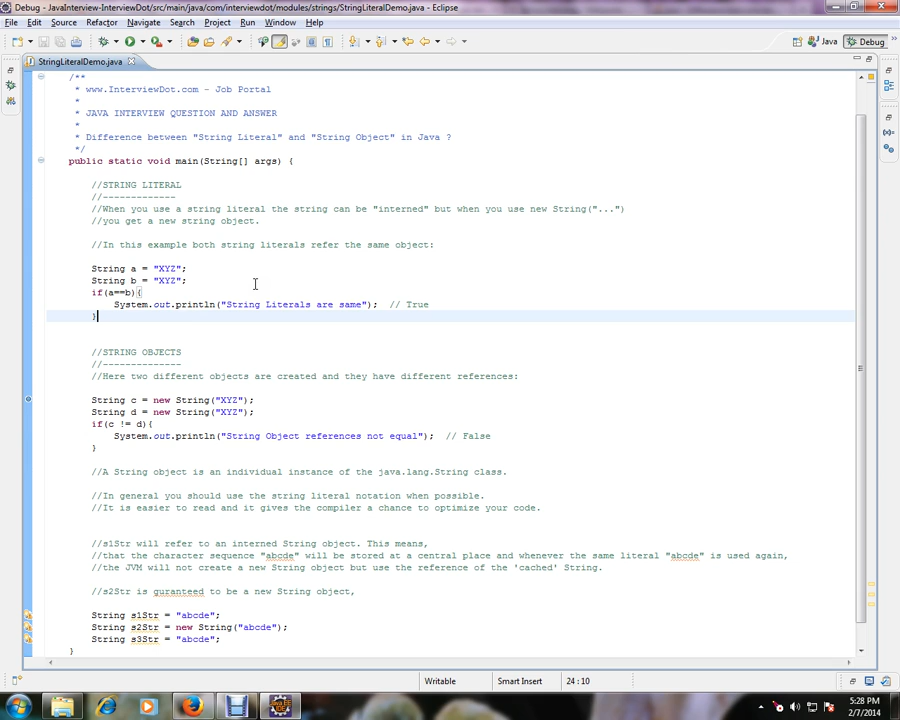 Debug - JavaInterview-InterviewDot/src/main/java/com/interviewdot/modules/strings/StringLiteralDemo.java - Eclipse
File Edit Source Refactor Navigate Search Project Run Window Help
Java Debug
StringLiteralDemo.java
/**
* www.InterviewDot.com - Job Portal
*
* JAVA INTERVIEW QUESTION AND ANSWER
*
* Difference between "String Literal" and "String Object" in Java ?
*/
public static void main(String[] args) {
//STRING LITERAL
//-------------
//When you use a string literal the string can be "interned" but when you use new String("...")
//you get a new string object.
//In this example both string literals refer the same object:
String a = "XYZ";
String b = "XYZ";
if(a==b){
System.out.println("String Literals are same"); // True
}
//STRING OBJECTS
//--------------
//Here two different objects are created and they have different references:
String c = new String("XYZ");
String d = new String("XYZ");
if(c != d){
System.out.println("String Object references not equal"); // False
}
//A String object is an individual instance of the java.lang.String class.
//In general you should use the string literal notation when possible.
//It is easier to read and it gives the compiler a chance to optimize your code.
//s1Str will refer to an interned String object. This means,
//that the character sequence "abcde" will be stored at a central place and whenever the same literal "abcde" is used again,
//the JVM will not create a new String object but use the reference of the 'cached' String.
//s2Str is guranteed to be a new String object,
String s1Str = "abcde";
String s2Str = new String("abcde");
String s3Str = "abcde";
}
Writable Smart Insert 24 : 10
5:28 PM
2/7/2014